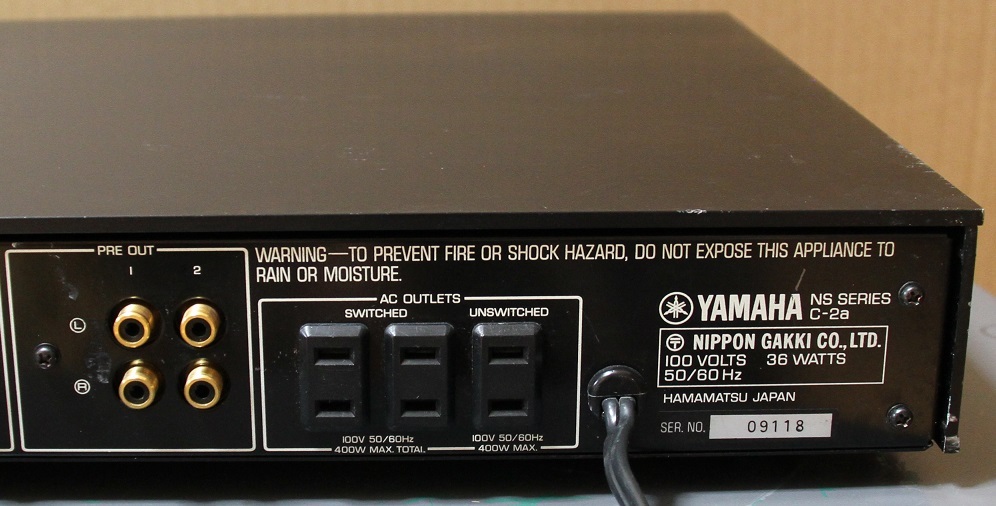 PRE OUT
1 2
L
R
WARNING—TO PREVENT FIRE OR SHOCK HAZARD, DO NOT EXPOSE THIS APPLIANCE TO
RAIN OR MOISTURE.
AC OUTLETS
SWITCHED UNSWITCHED
100V 50/60Hz
400W MAX. TOTAL
100V 50/60Hz
400W MAX.
YAMAHA NS SERIES
C-2a
NIPPON GAKKI CO., LTD.
100 VOLTS 36 WATTS
50/60 Hz
HAMAMATSU JAPAN
SER. NO. 09118